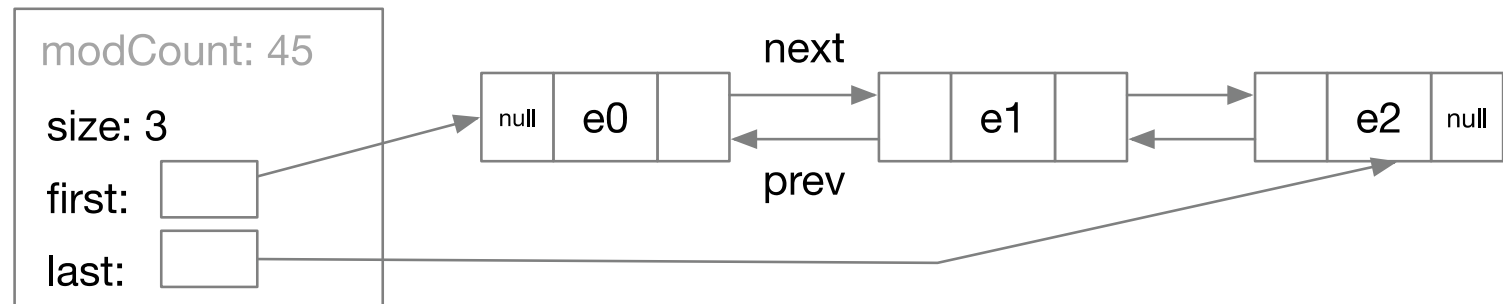 modCount: 45
size: 3
first:
last:
next
prev
null
e0
e1
e2
null